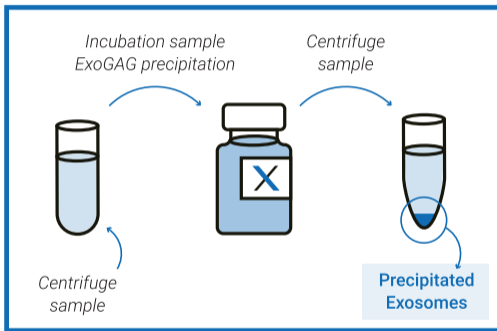 Incubation sample
ExoGAG precipitation
Centrifuge
sample
X
Centrifuge
sample
Precipitated
Exosomes